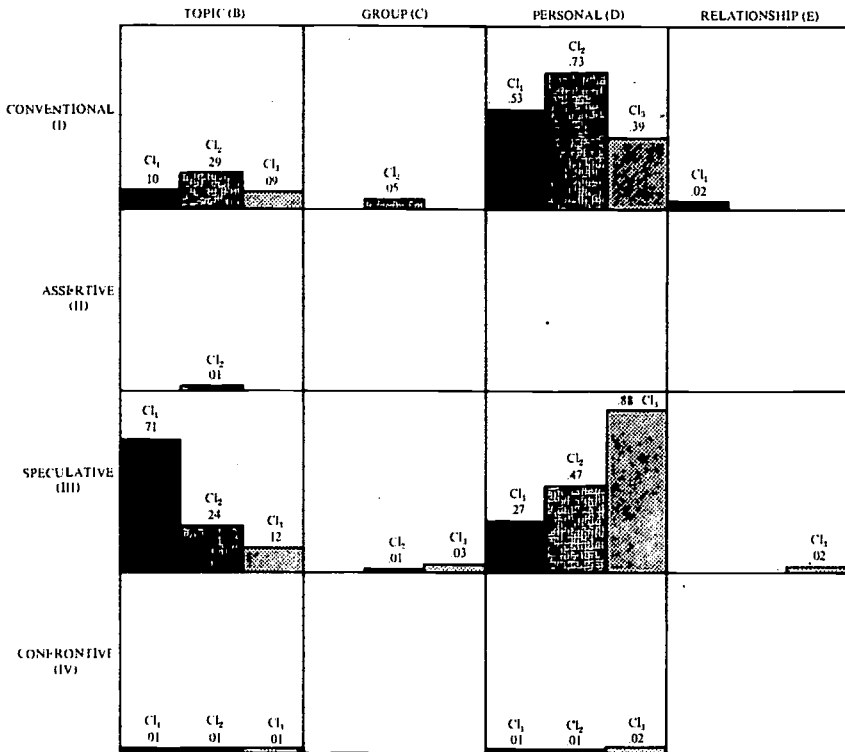 TOPIC (B)
GROUP (C)
PERSONAL (D)
RELATIONSHIP (E)
CONVENTIONAL
(I)
Cl₁
10
Cl₂
29
Cl₃
09
Cl₂
.05
Cl₁
.53
Cl₂
.73
Cl₃
.39
Cl₁
.02
ASSERTIVE
(II)
Cl₂
01
SPECULATIVE
(III)
Cl₁
71
Cl₂
24
Cl₃
12
Cl₂
.01
Cl₃
.03
Cl₁
27
Cl₂
.47
.88 Cl₃
Cl₃
.02
CONFRONTIVE
(IV)
Cl₁
01
Cl₂
01
Cl₃
01
Cl₁
01
Cl₂
.01
Cl₃
.02